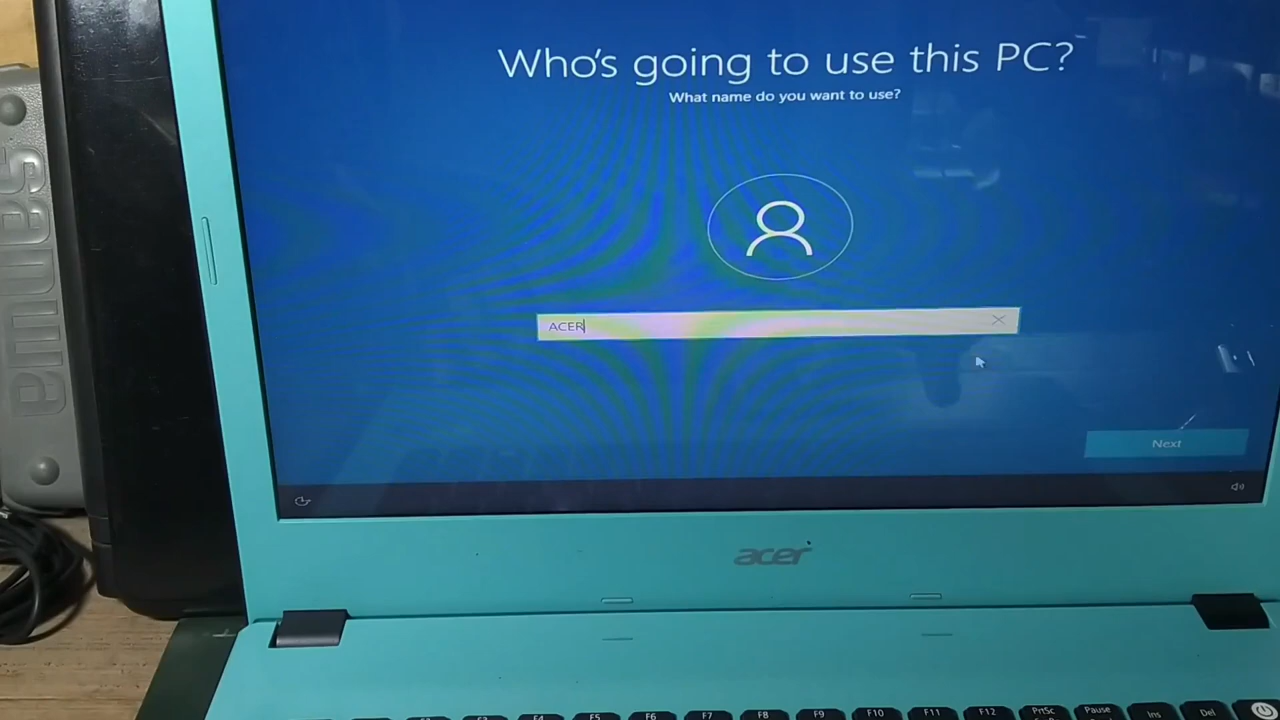 Who's going to use this PC?
What name do you want to use?
ACER
Next
acer
F5
F6
F7
F8
F9
F10
F11
F12
PrtSc
Pause
Ins
Del